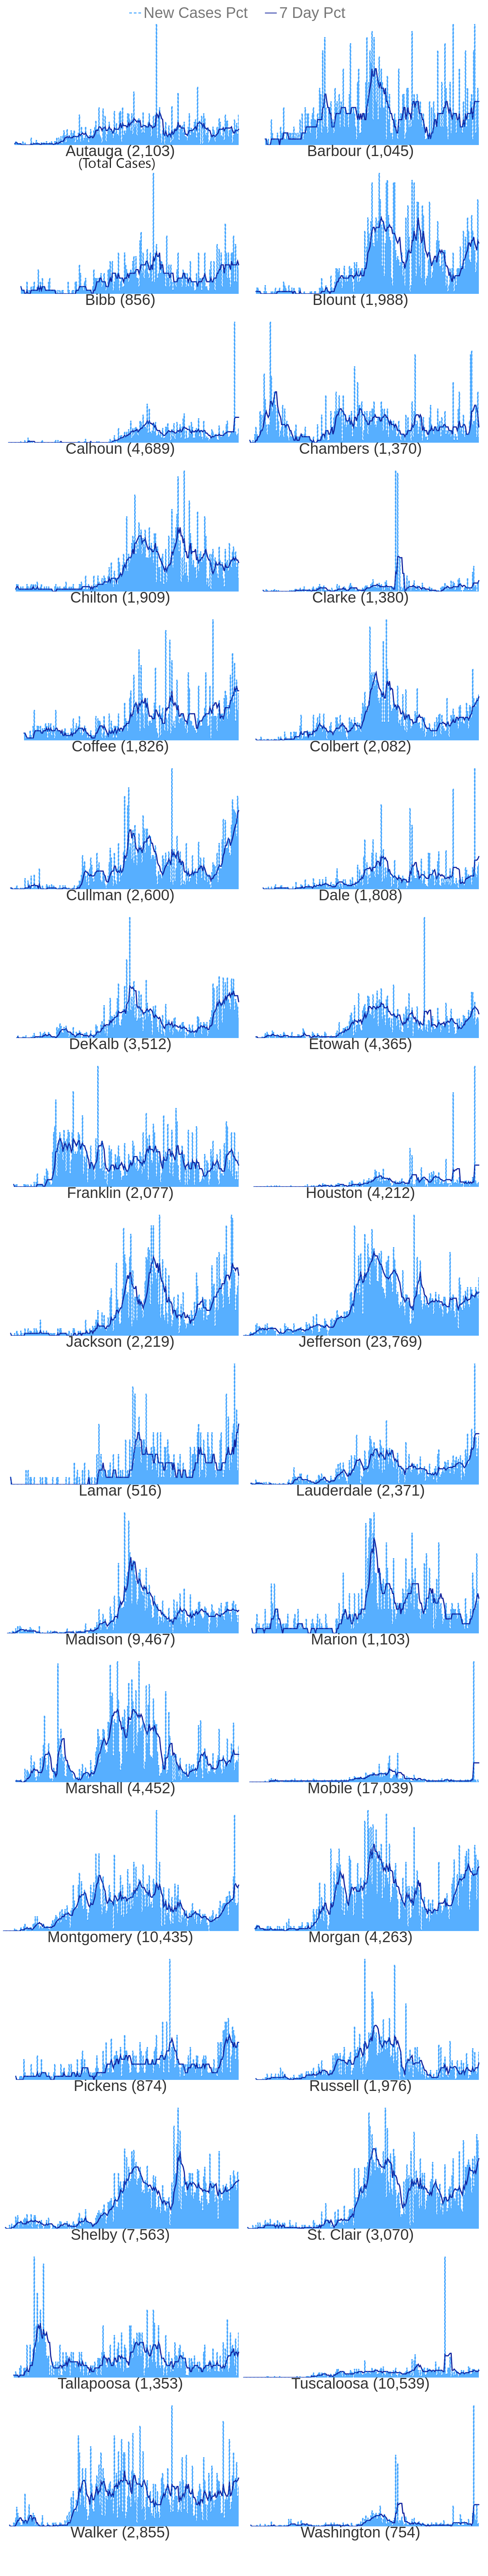 New Cases Pct 7 Day Pct
Autauga (2,103) Barbour (1,045)
(Total Cases)
Bibb (856) Blount (1,988)
Calhoun (4,689) Chambers (1,370)
Chilton (1,909) Clarke (1,380)
Coffee (1,826) Colbert (2,082)
Cullman (2,600) Dale (1,808)
DeKalb (3,512) Etowah (4,365)
Franklin (2,077) Houston (4,212)
Jackson (2,219) Jefferson (23,769)
Lamar (516) Lauderdale (2,371)
Madison (9,467) Marion (1,103)
Marshall (4,452) Mobile (17,039)
Montgomery (10,435) Morgan (4,263)
Pickens (874) Russell (1,976)
Shelby (7,563) St. Clair (3,070)
Tallapoosa (1,353) Tuscaloosa (10,539)
Walker (2,855) Washington (754)